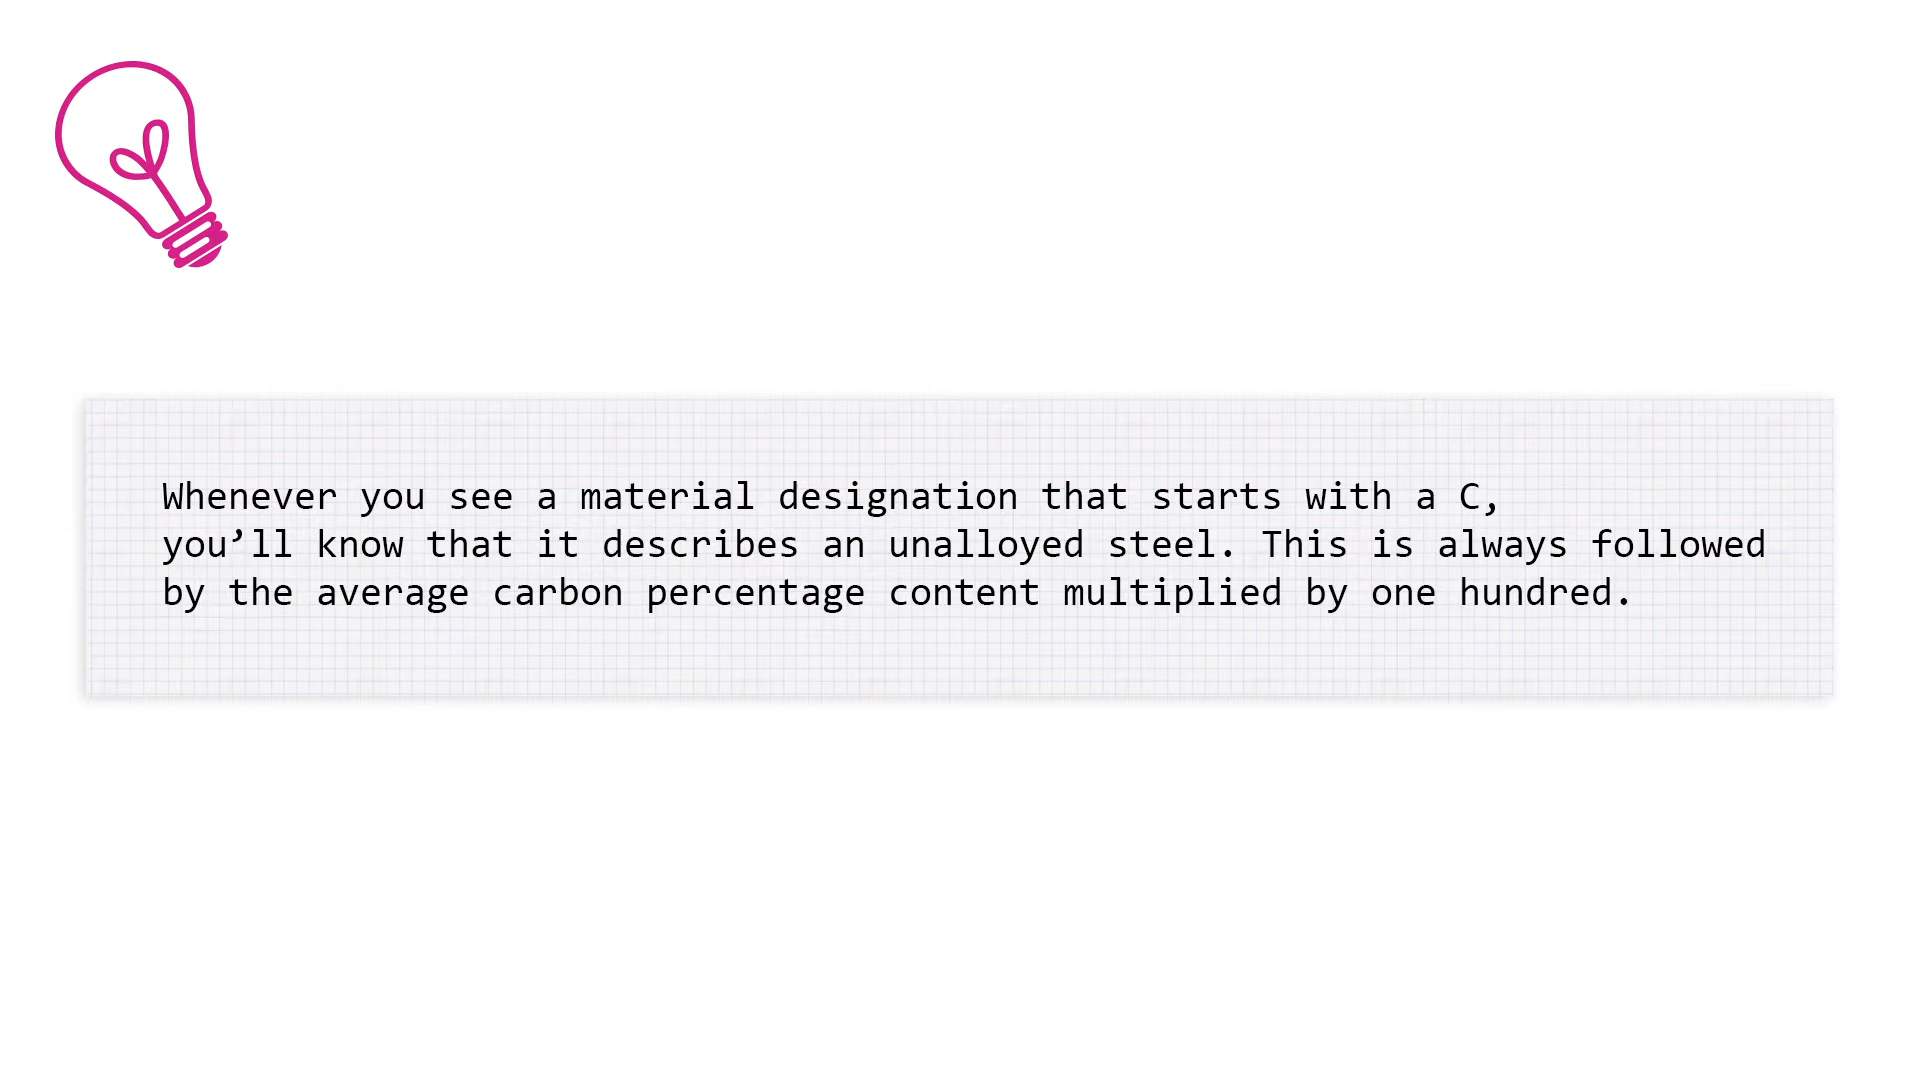 Whenever you see a material designation that starts with a C,
you’ll know that it describes an unalloyed steel. This is always followed
by the average carbon percentage content multiplied by one hundred.